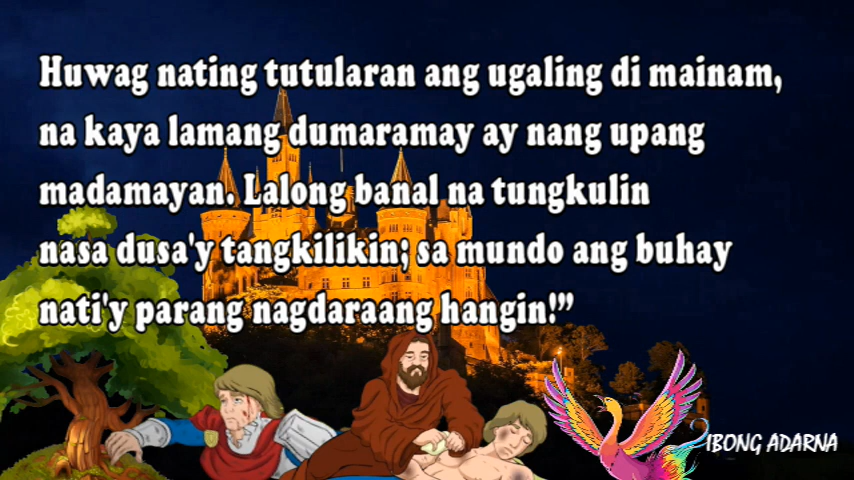 Huwag nating tutularan ang ugaling di mainam,
na kaya lamang dumaramay ay nang upang
madamayan. Lalong banal na tungkulin
nasa dusa'y tangkilikin; sa mundo ang buhay
nati'y parang nagdaraang hangin!”
IBONG ADARNA